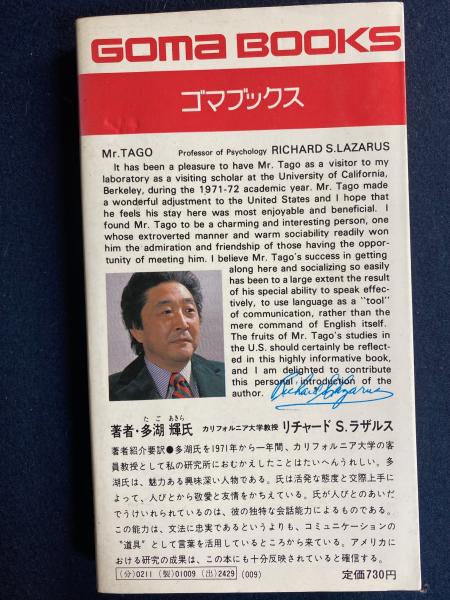 GOMA BOOKS
ゴマブックス
Mr.TAGO Professor of Psychology RICHARD S.LAZARUS
It has been a pleasure to have Mr. Tago as a visitor to my
laboratory as a visiting scholar at the University of California,
Berkeley, during the 1971-72 academic year. Mr. Tago made
a wonderful adjustment to the United States and I hope that
he feels his stay here was most enjoyable and beneficial. I
found Mr. Tago to be a charming and interesting person, one
whose extroverted manner and warm sociability readily won
him the admiration and friendship of those having the oppor-
tunity of meeting him. I believe Mr. Tago's success in getting
along here and socializing so easily
has been to a large extent the result
of his special ability to speak effec-
tively, to use language as a "tool"
of communication, rather than the
mere command of English itself.
The fruits of Mr. Tago's studies in
the U.S. should certainly be reflect-
ed in this highly informative book,
and I am delighted to contribute
this personal introduction of the
author. Richard S. Lazarus
たご あきら
著者・多湖 輝氏 カリフォルニア大学教授 リチャード S.ラザルス
著者紹介要訳●多湖氏を1971年から一年間、カリフォルニア大学の客
員教授として私の研究所におむかえしたことはたいへんうれしい。多
湖氏は、魅力ある興味深い人物である。氏は活発な態度と交際上手に
よって、人びとから敬愛と友情をかちえている。氏が人びとのあいだ
でうけいれられているのは、彼の独特な会話能力によるものである。
この能力は、文法に忠実であるというよりも、コミュニケーションの
"道具"として言葉を活用しているところから来ている。アメリカに
おける研究の成果は、この本にも十分反映されていると確信する。
(分)0211 (製)01009 (出)2429 (009) 定価730円